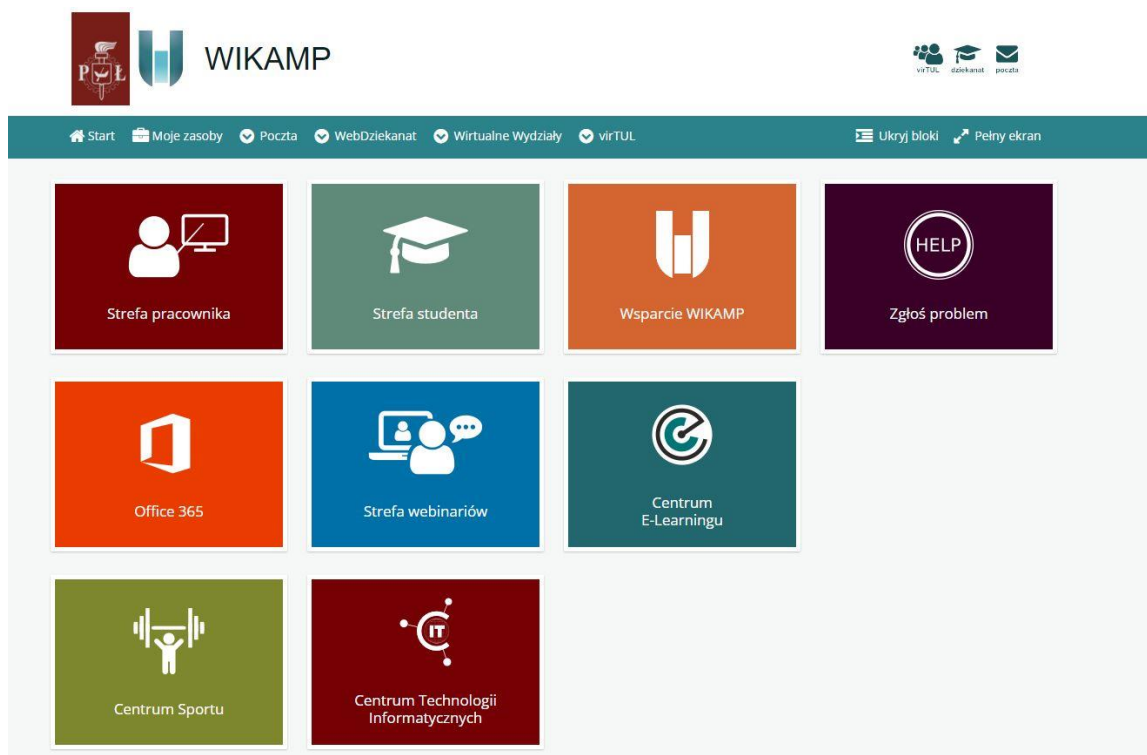 P Ł
WIKAMP
virTUL dziekanat poczta
Start Moje zasoby Poczta WebDziekanat Wirtualne Wydziały virTUL Ukryj bloki Pełny ekran
HELP
Strefa pracownika Strefa studenta Wsparcie WIKAMP Zgłoś problem
Office 365 Strefa webinariów Centrum
E-Learningu
IT
Centrum Sportu Centrum Technologii
Informatycznych